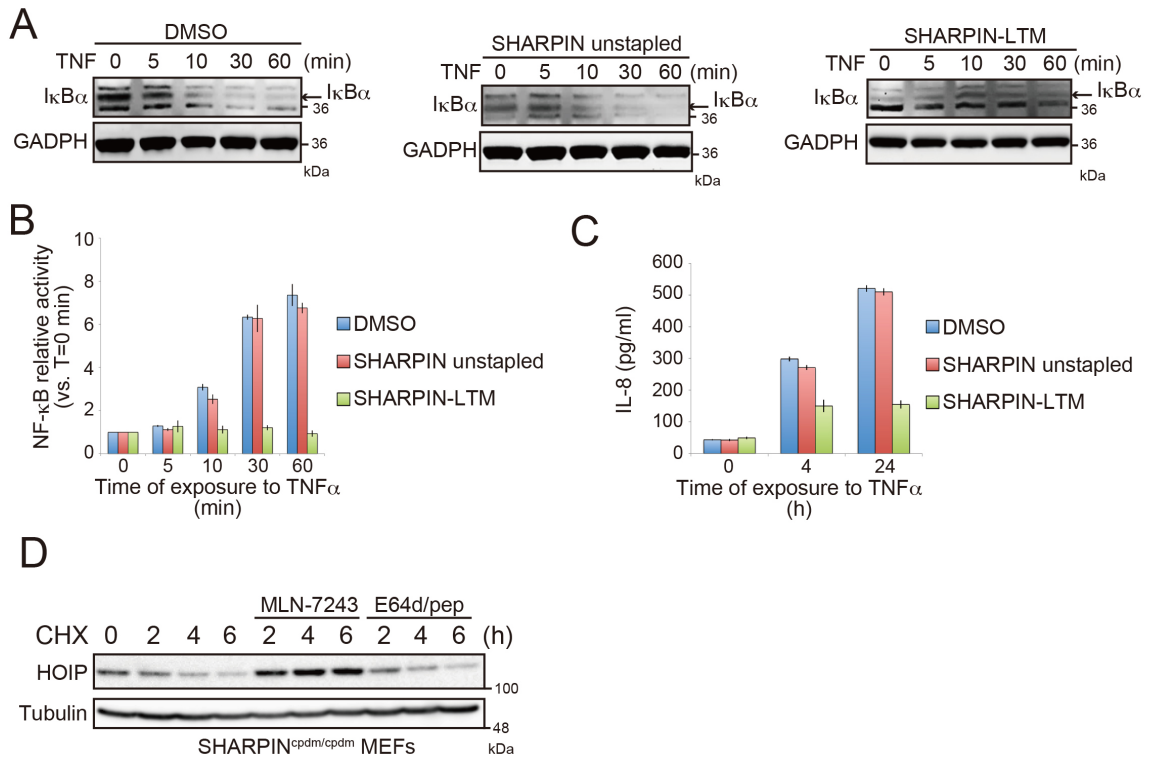 A
DMSO
TNF 0 5 10 30 60 (min)
IκBα
IκBα
36
GADPH
36
kDa
SHARPIN unstapled
TNF 0 5 10 30 60 (min)
IκBα
IκBα
36
GADPH
36
kDa
SHARPIN-LTM
TNF 0 5 10 30 60 (min)
IκBα
IκBα
36
GADPH
36
kDa
B
NF-κB relative activity
(vs. T=0 min)
10
8
6
4
2
0
0 5 10 30 60
Time of exposure to TNFα
(min)
DMSO
SHARPIN unstapled
SHARPIN-LTM
C
IL-8 (pg/ml)
600
500
400
300
200
100
0
0 4 24
Time of exposure to TNFα
(h)
DMSO
SHARPIN unstapled
SHARPIN-LTM
D
MLN-7243 E64d/pep
CHX 0 2 4 6 2 4 6 2 4 6 (h)
HOIP
100
Tubulin
48
SHARPINcpdm/cpdm MEFs
kDa